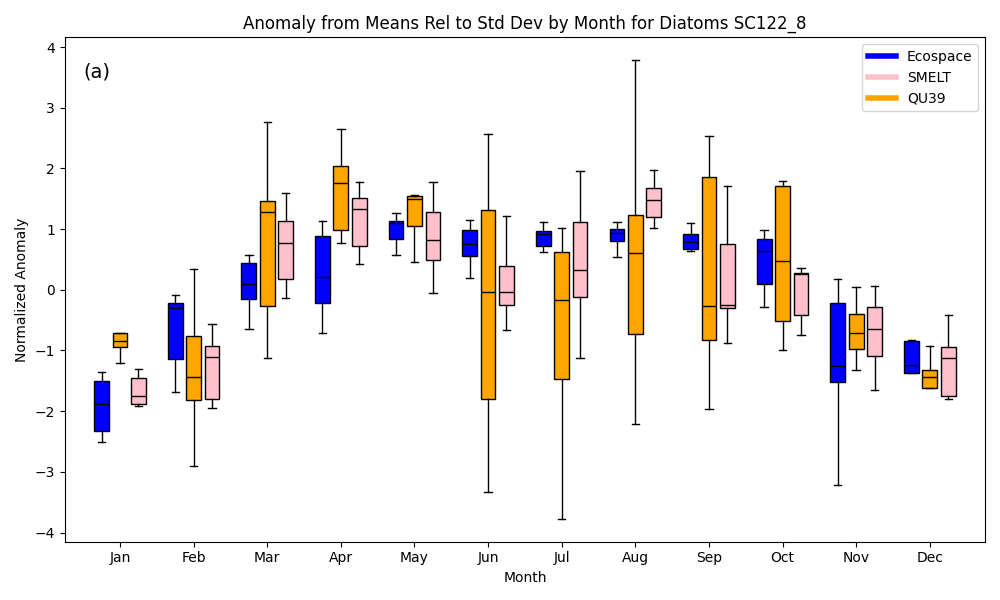 Anomaly from Means Rel to Std Dev by Month for Diatoms SC122_8
(a)
Ecospace
SMELT
QU39
Normalized Anomaly
4
3
2
1
0
−1
−2
−3
−4
Jan Feb Mar Apr May Jun Jul Aug Sep Oct Nov Dec
Month